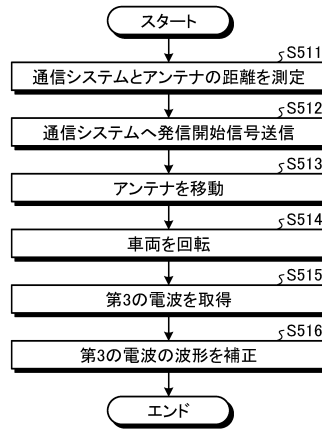 スタート
S511
通信システムとアンテナの距離を測定
S512
通信システムへ発信開始信号送信
S513
アンテナを移動
S514
車両を回転
S515
第3の電波を取得
S516
第3の電波の波形を補正
エンド